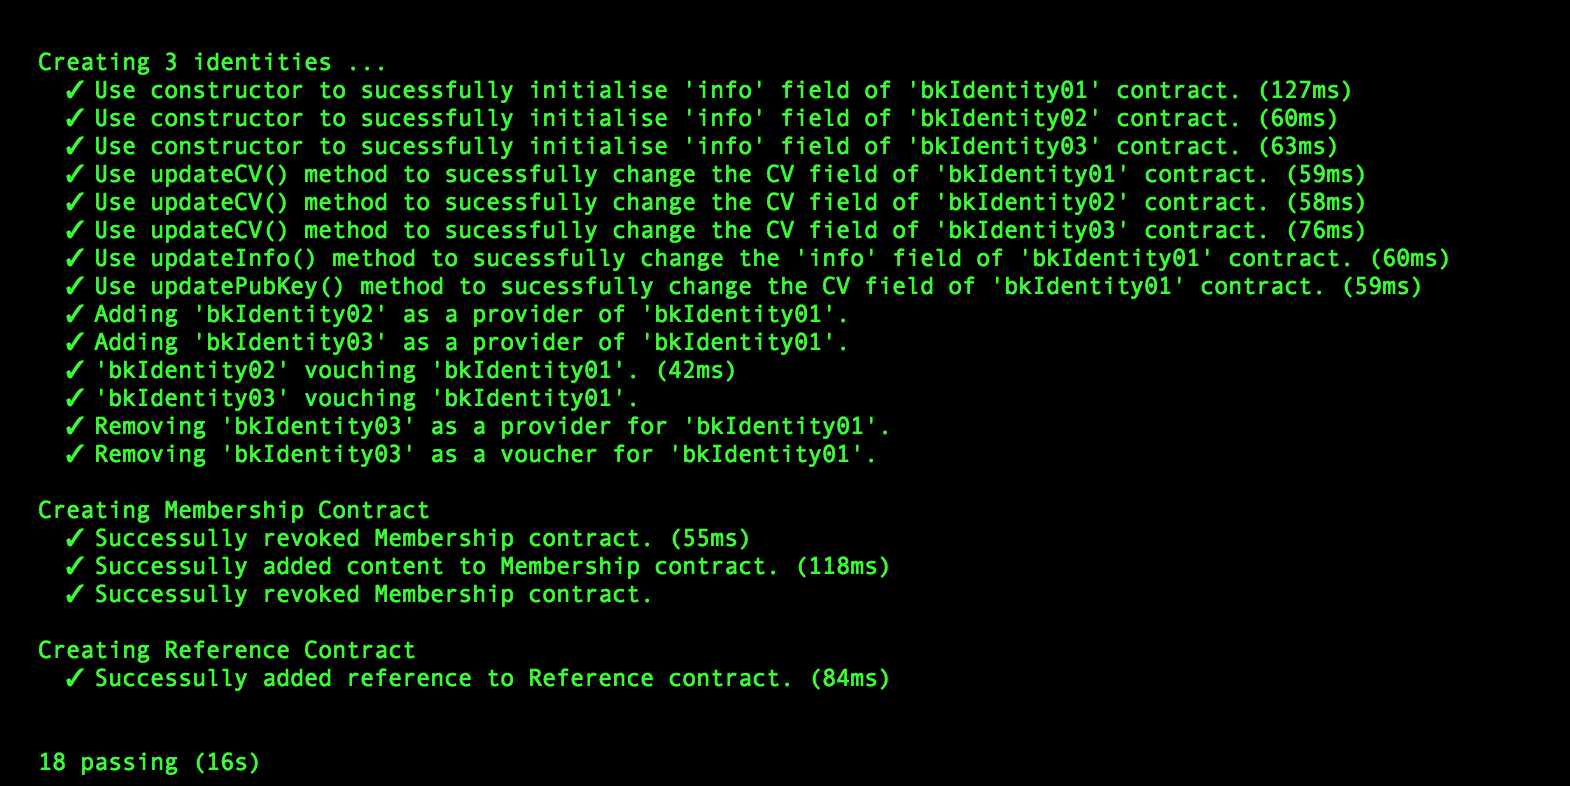 Creating 3 identities ...
✓ Use constructor to sucessfully initialise 'info' field of 'bkIdentity01' contract. (127ms)
✓ Use constructor to sucessfully initialise 'info' field of 'bkIdentity02' contract. (60ms)
✓ Use constructor to sucessfully initialise 'info' field of 'bkIdentity03' contract. (63ms)
✓ Use updateCV() method to sucessfully change the CV field of 'bkIdentity01' contract. (59ms)
✓ Use updateCV() method to sucessfully change the CV field of 'bkIdentity02' contract. (58ms)
✓ Use updateCV() method to sucessfully change the CV field of 'bkIdentity03' contract. (76ms)
✓ Use updateInfo() method to sucessfully change the 'info' field of 'bkIdentity01' contract. (60ms)
✓ Use updatePubKey() method to sucessfully change the CV field of 'bkIdentity01' contract. (59ms)
✓ Adding 'bkIdentity02' as a provider of 'bkIdentity01'.
✓ Adding 'bkIdentity03' as a provider of 'bkIdentity01'.
✓ 'bkIdentity02' vouching 'bkIdentity01'. (42ms)
✓ 'bkIdentity03' vouching 'bkIdentity01'.
✓ Removing 'bkIdentity03' as a provider for 'bkIdentity01'.
✓ Removing 'bkIdentity03' as a voucher for 'bkIdentity01'.
Creating Membership Contract
✓ Successully revoked Membership contract. (55ms)
✓ Successully added content to Membership contract. (118ms)
✓ Successully revoked Membership contract.
Creating Reference Contract
✓ Successully added reference to Reference contract. (84ms)
18 passing (16s)